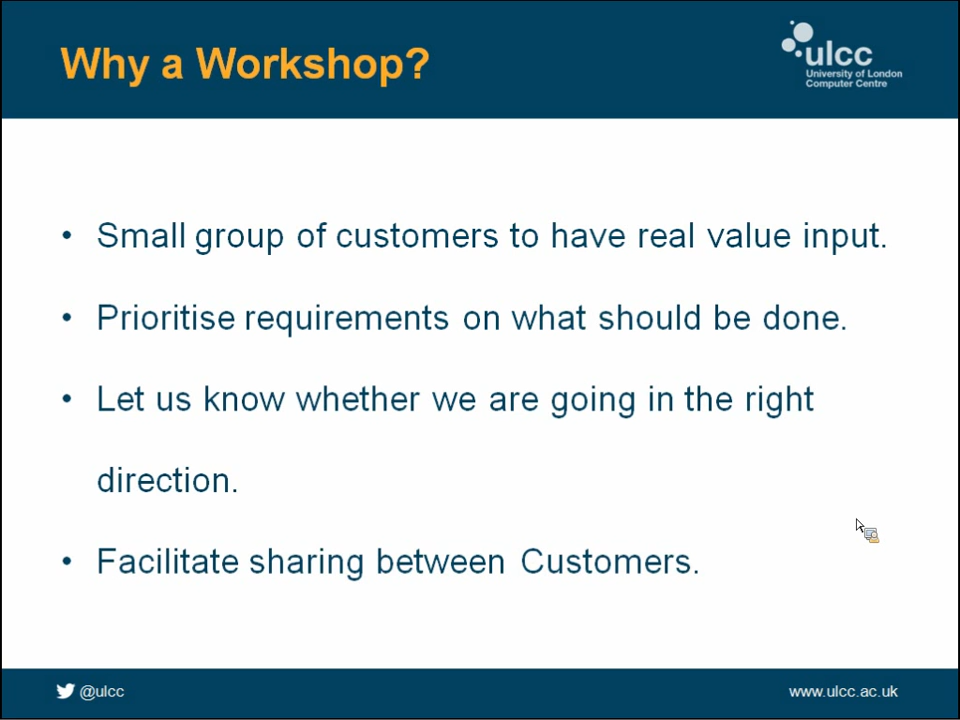 Why a Workshop?
ulcc
University of London
Computer Centre
• Small group of customers to have real value input.
• Prioritise requirements on what should be done.
• Let us know whether we are going in the right
direction.
• Facilitate sharing between Customers.
@ulcc
www.ulcc.ac.uk